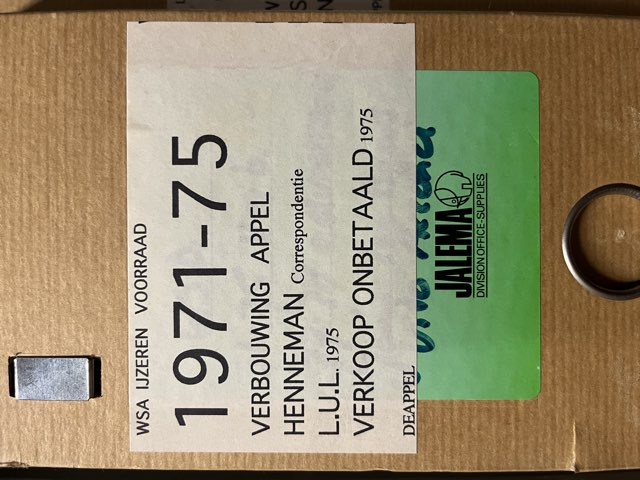 WSA IJZEREN VOORRAAD
1971-75
VERBOUWING APPEL
HENNEMAN Correspondentie
L.U.L. 1975
VERKOOP ONBETAALD 1975
DEAPPEL
JALEMA
DIVISION OFFICE-SUPPLIES